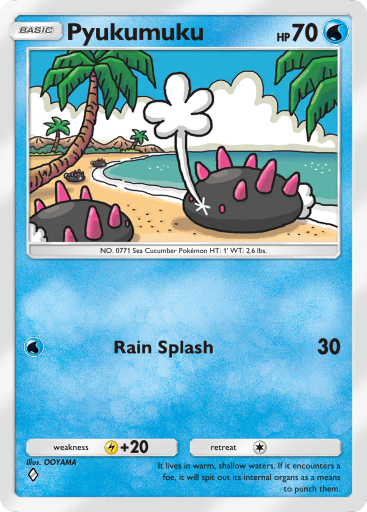 BASIC
Pyukumuku
HP 70
NO. 0771 Sea Cucumber Pokémon HT: 1' WT: 2.6 lbs.
Rain Splash 30
weakness +20 retreat
Illus. OOYAMA
It lives in warm, shallow waters. If it encounters
a foe, it will spit out its internal organs as a means
to punch them.